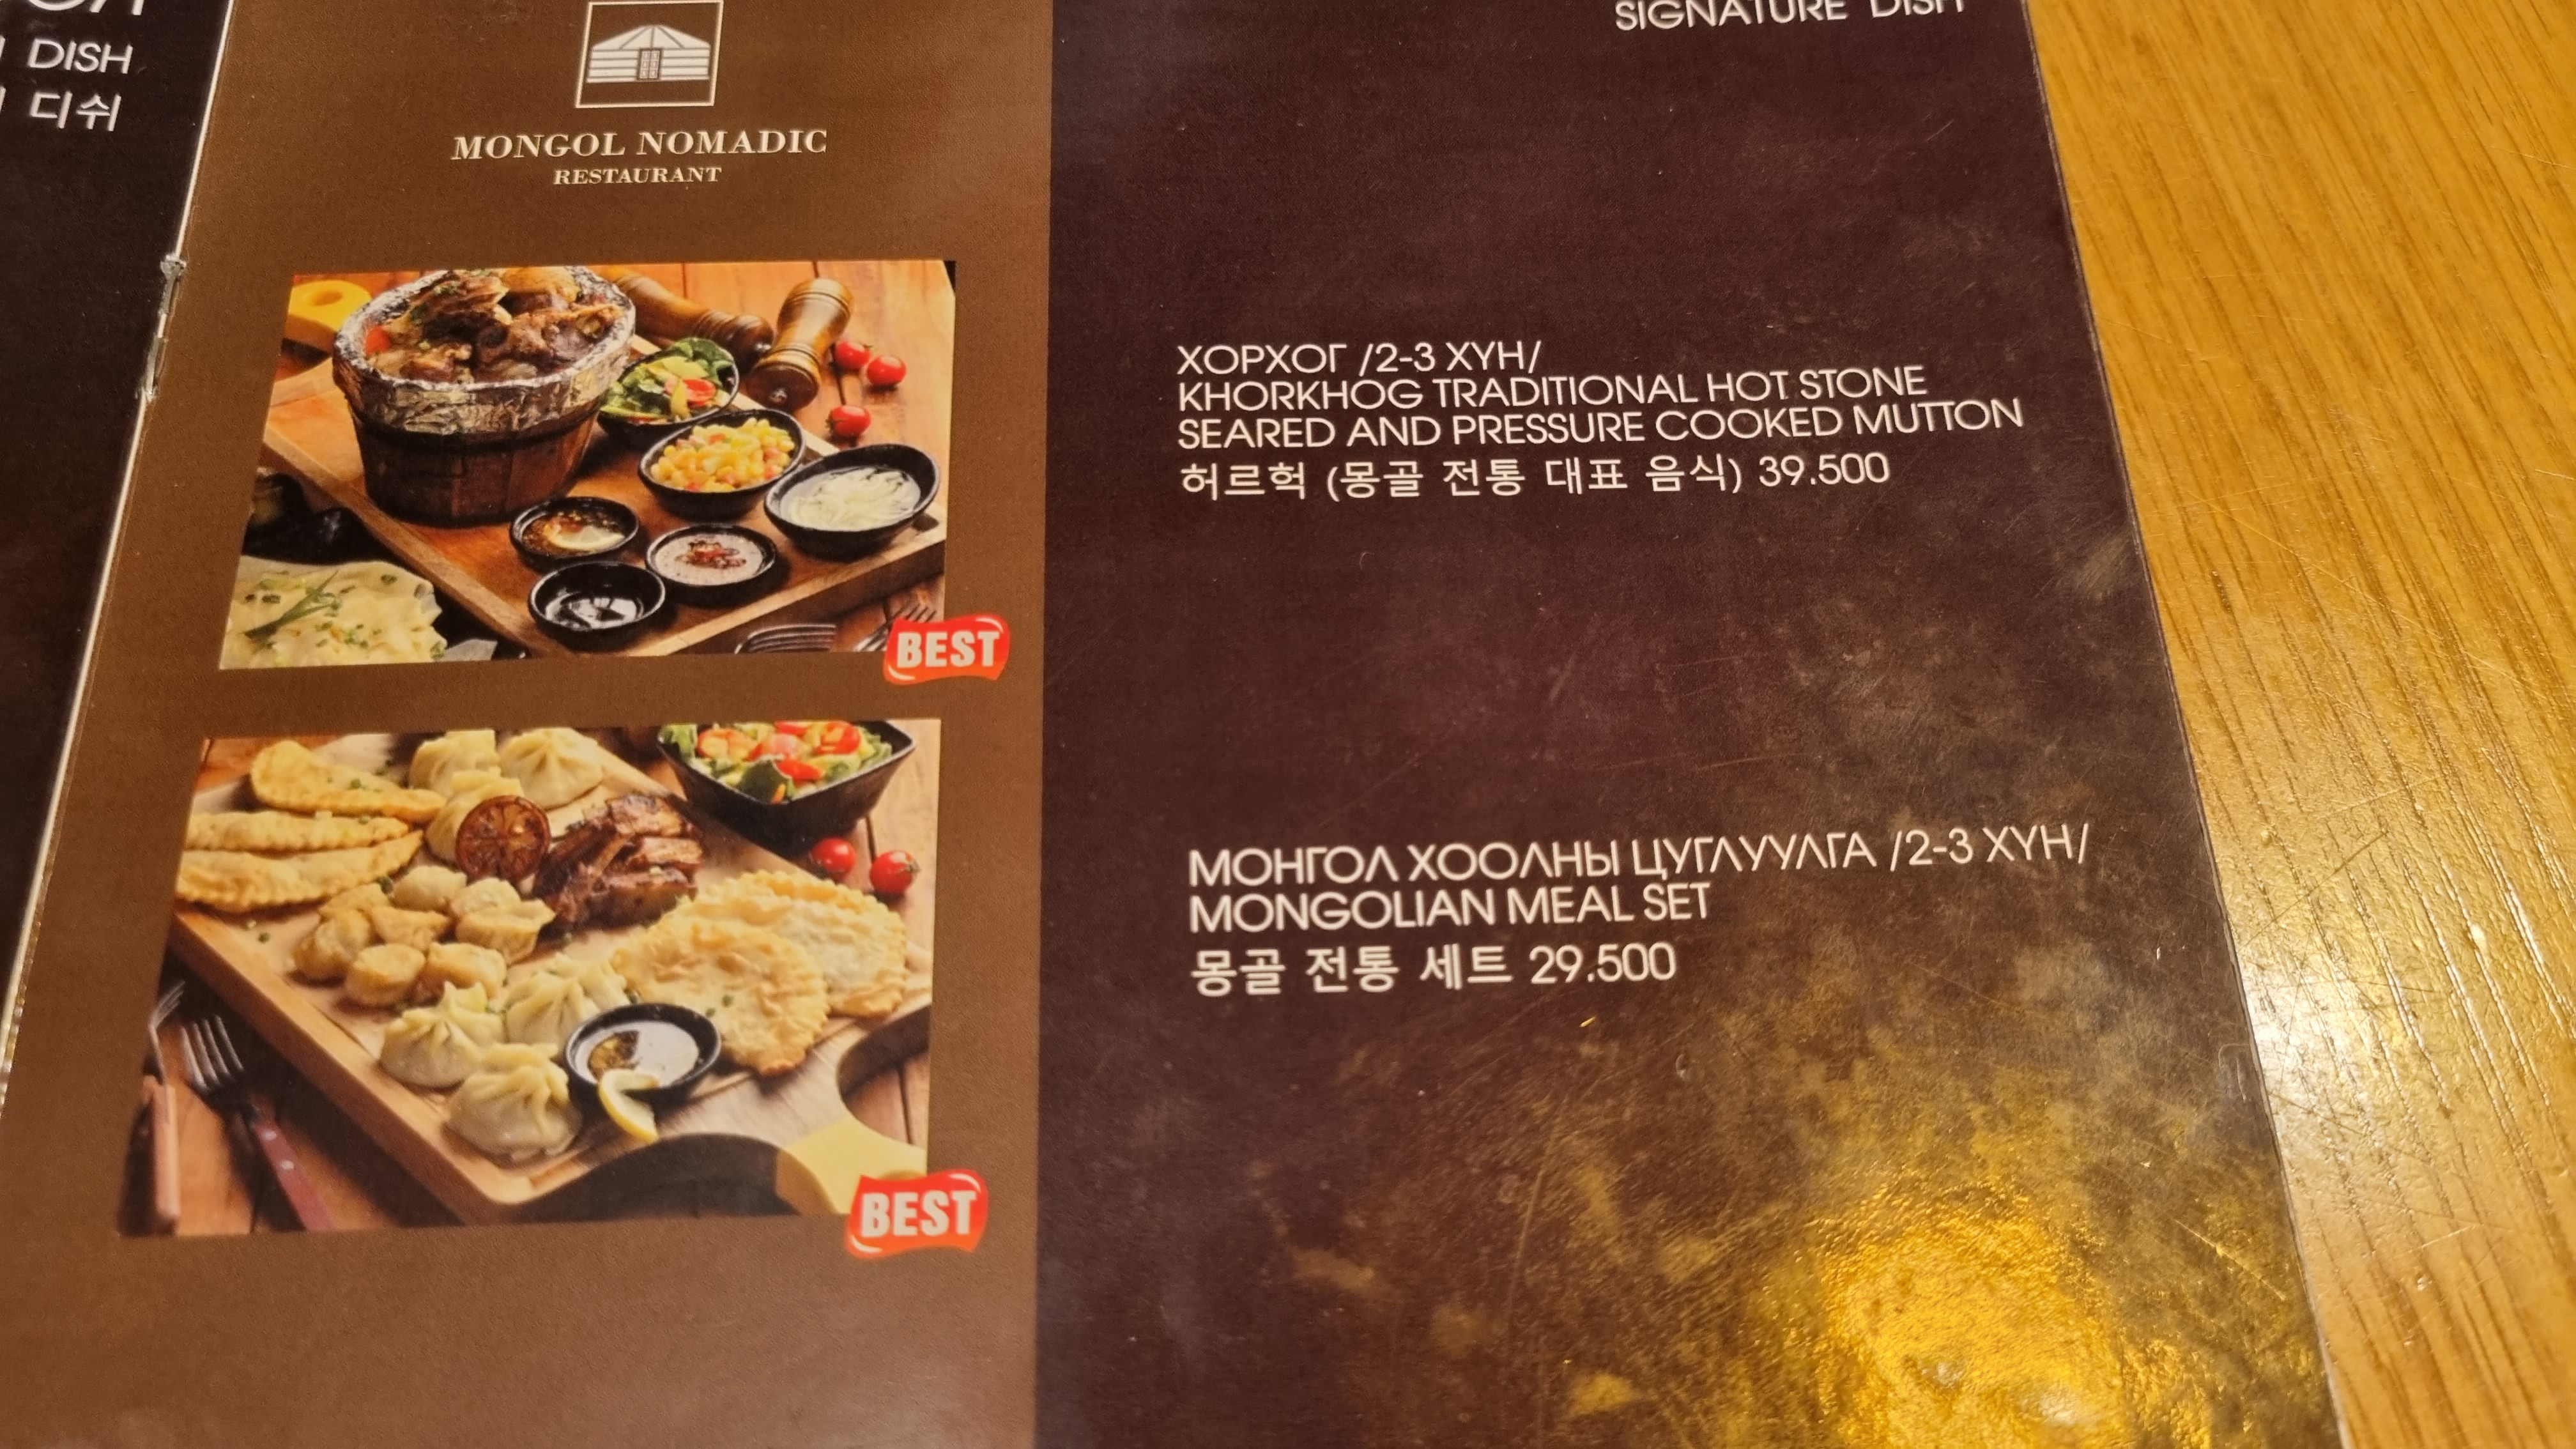 DISH
디쉬
MONGOL NOMADIC
RESTAURANT
BEST
BEST
SIGNATURE DISH
ХОРХОГ /2-3 ХҮН/
KHORKHOG TRADITIONAL HOT STONE
SEARED AND PRESSURE COOKED MUTTON
허르헉 (몽골 전통 대표 음식) 39.500
МОНГОЛ ХООЛНЫ ЦУГЛУУЛГА /2-3 ХҮН/
MONGOLIAN MEAL SET
몽골 전통 세트 29.500